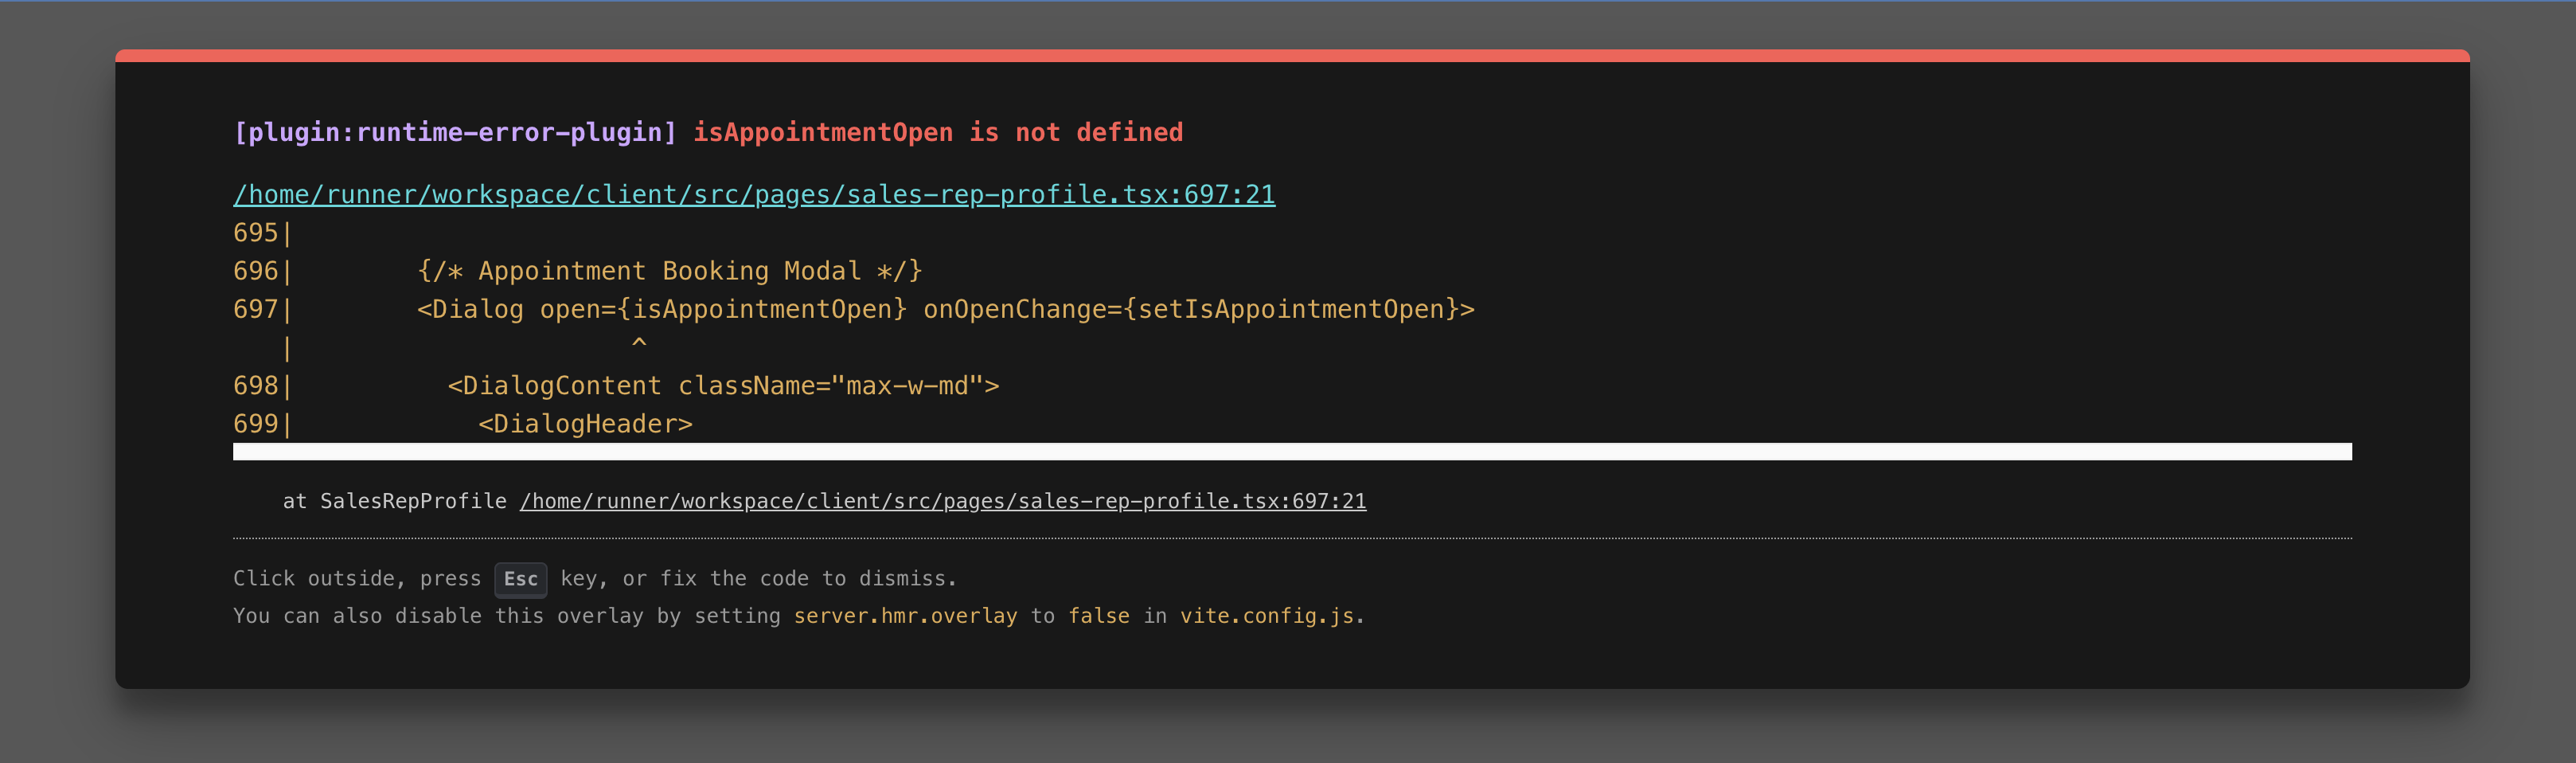 [plugin:runtime-error-plugin] isAppointmentOpen is not defined
/home/runner/workspace/client/src/pages/sales-rep-profile.tsx:697:21
695|
696|        {/* Appointment Booking Modal */}
697|        <Dialog open={isAppointmentOpen} onOpenChange={setIsAppointmentOpen}>
   |                      ^
698|          <DialogContent className="max-w-md">
699|            <DialogHeader>
at SalesRepProfile /home/runner/workspace/client/src/pages/sales-rep-profile.tsx:697:21
Click outside, press Esc key, or fix the code to dismiss.
You can also disable this overlay by setting server.hmr.overlay to false in vite.config.js.